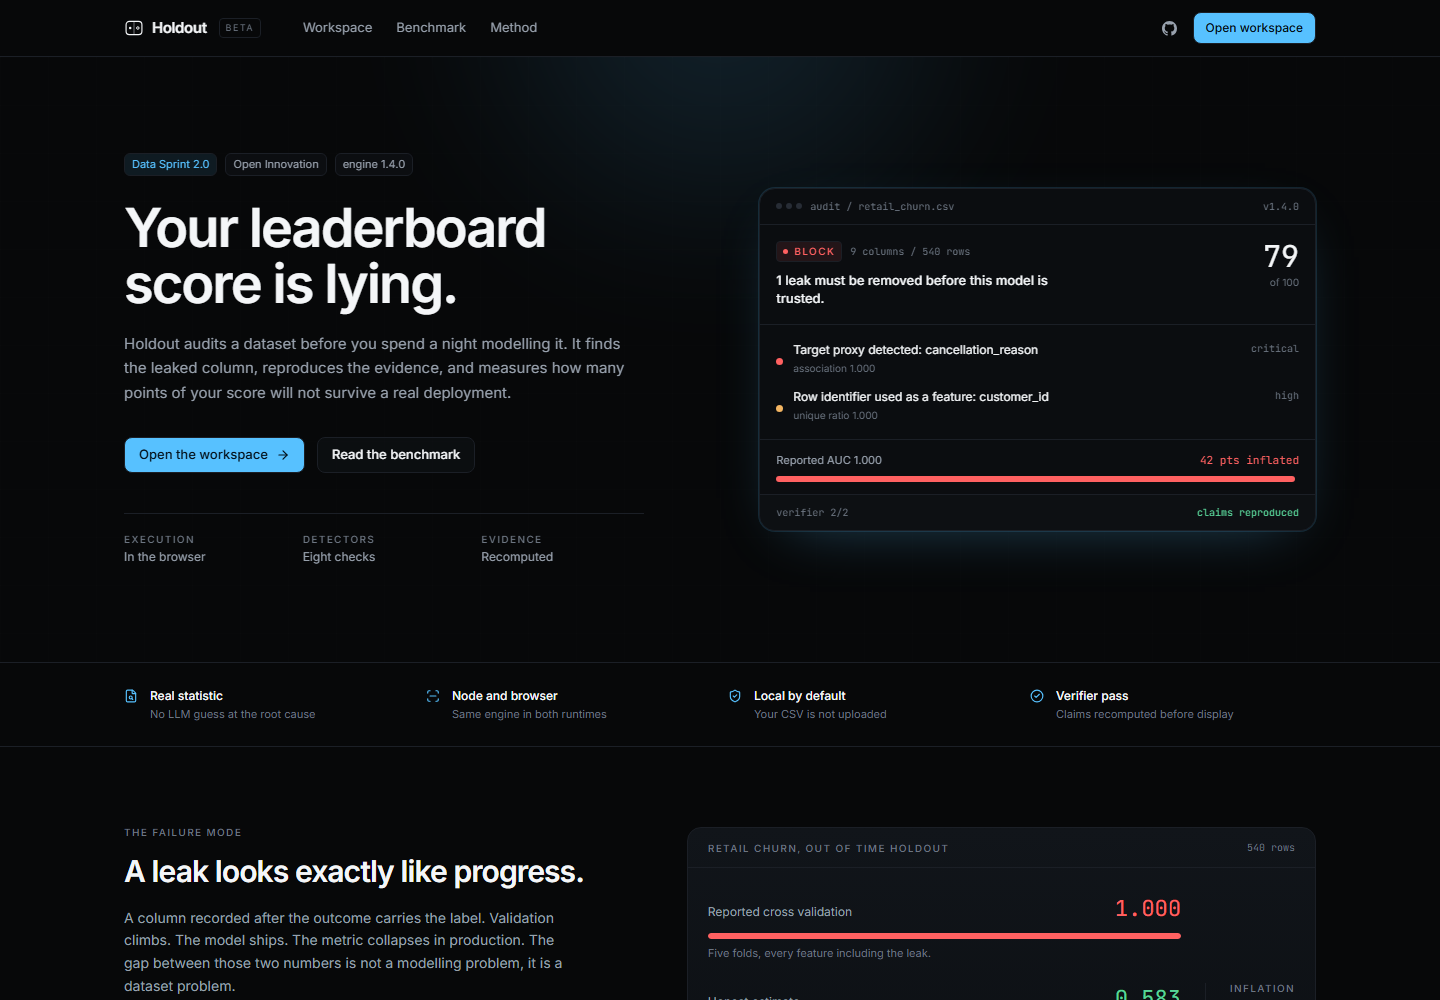 Holdout BETA Workspace Benchmark Method Open workspace
Data Sprint 2.0 Open Innovation engine 1.4.0
Your leaderboard
score is lying.
Holdout audits a dataset before you spend a night modelling it. It finds
the leaked column, reproduces the evidence, and measures how many
points of your score will not survive a real deployment.
Open the workspace Read the benchmark
EXECUTION DETECTORS EVIDENCE
In the browser Eight checks Recomputed
audit / retail_churn.csv v1.4.0
BLOCK 9 columns / 540 rows 79
of 100
1 leak must be removed before this model is
trusted.
Target proxy detected: cancellation_reason critical
association 1.000
Row identifier used as a feature: customer_id high
unique ratio 1.000
Reported AUC 1.000 42 pts inflated
verifier 2/2 claims reproduced
Real statistic Node and browser Local by default Verifier pass
No LLM guess at the root cause Same engine in both runtimes Your CSV is not uploaded Claims recomputed before display
THE FAILURE MODE
A leak looks exactly like progress.
A column recorded after the outcome carries the label. Validation
climbs. The model ships. The metric collapses in production. The
gap between those two numbers is not a modelling problem, it is a
dataset problem.
RETAIL CHURN, OUT OF TIME HOLDOUT 540 rows
Reported cross validation 1.000
Five folds, every feature including the leak.
Honest estimate 0.583 INFLATION